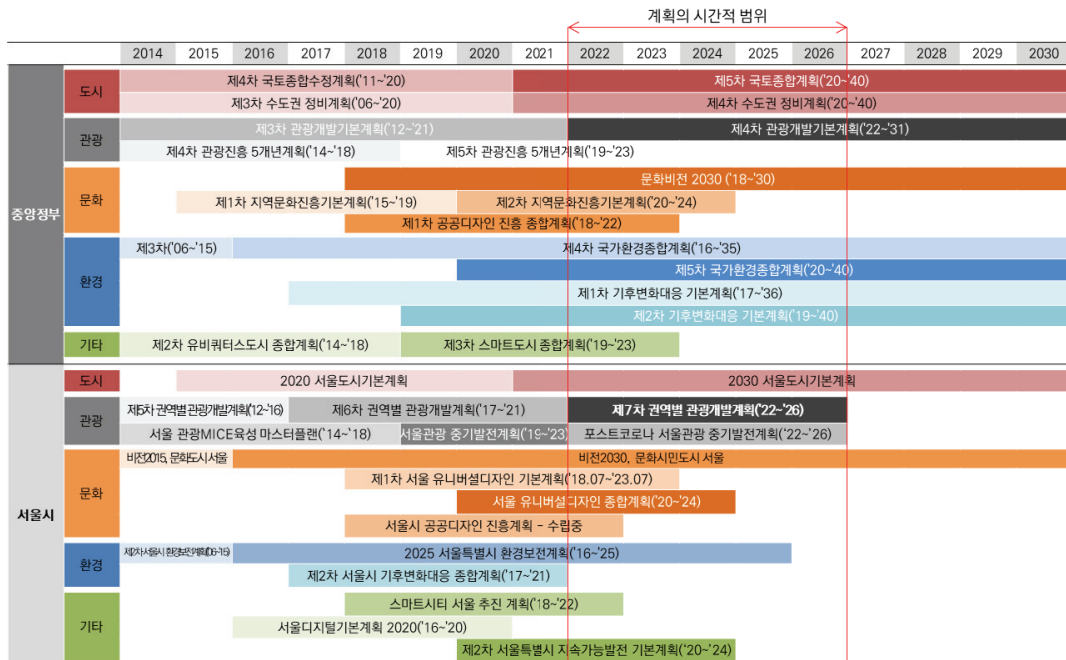 계획의 시간적 범위
2014 2015 2016 2017 2018 2019 2020 2021 2022 2023 2024 2025 2026 2027 2028 2029 2030
중앙정부
도시
제4차 국토종합수정계획('11~'20) 제5차 국토종합계획('20~'40)
제3차 수도권 정비계획('06~'20) 제4차 수도권 정비계획('20~'40)
관광
제3차 관광개발기본계획('12~'21) 제4차 관광개발기본계획('22~'31)
제4차 관광진흥 5개년계획('14~'18) 제5차 관광진흥 5개년계획('19~'23)
문화
문화비전 2030 ('18~'30)
제1차 지역문화진흥기본계획('15~'19) 제2차 지역문화진흥기본계획('20~'24)
제1차 공공디자인 진흥 종합계획('18~'22)
환경
제3차('06~'15) 제4차 국가환경종합계획('16~'35)
제5차 국가환경종합계획('20~'40)
제1차 기후변화대응 기본계획('17~'36)
제2차 기후변화대응 기본계획('19~'40)
기타
제2차 유비쿼터스도시 종합계획('14~'18) 제3차 스마트도시 종합계획('19~'23)
서울시
도시
2020 서울도시기본계획 2030 서울도시기본계획
관광
제5차 권역별 관광개발계획('12~'16) 제6차 권역별 관광개발계획('17~'21) 제7차 권역별 관광개발계획('22~'26)
서울 관광MICE육성 마스터플랜('14~'18) 서울관광 중기발전계획('19~'23) 포스트코로나 서울관광 중기발전계획('22~'26)
문화
비전2015, 문화도시서울 비전2030, 문화시민도시 서울
제1차 서울 유니버설디자인 기본계획('18.07~'23.07)
서울 유니버설디자인 종합계획('20~'24)
서울시 공공디자인 진흥계획 - 수립중
환경
제2차 서울시 환경보전계획(06~'15) 2025 서울특별시 환경보전계획('16~'25)
제2차 서울시 기후변화대응 종합계획('17~'21)
기타
스마트시티 서울 추진 계획('18~'22)
서울디지털기본계획 2020('16~'20)
제2차 서울특별시 지속가능발전 기본계획('20~'24)